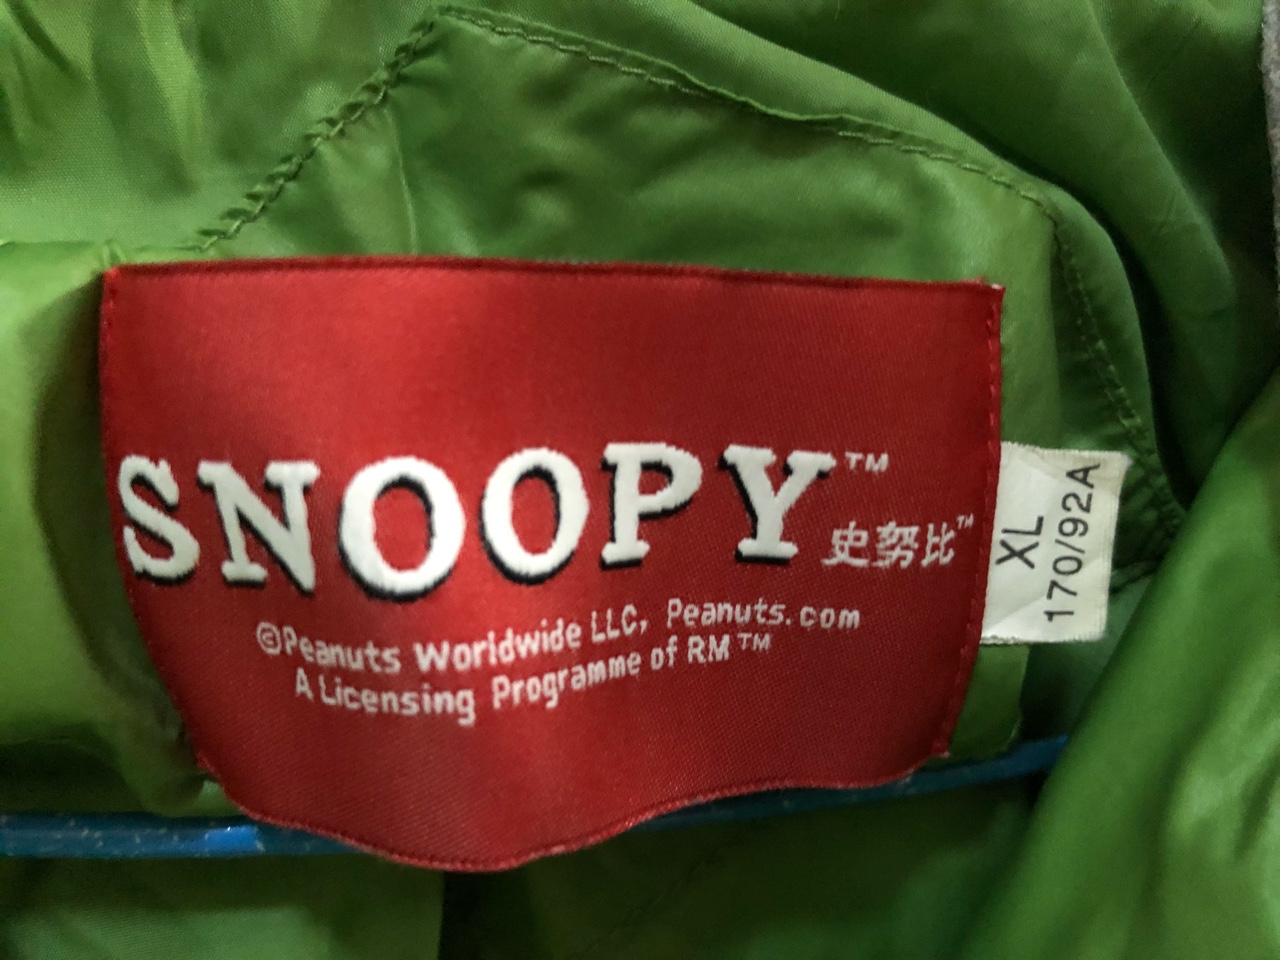 SNOOPY™
史努比™
©Peanuts Worldwide LLC, Peanuts.com
A Licensing Programme of RM™
XL
170/92A